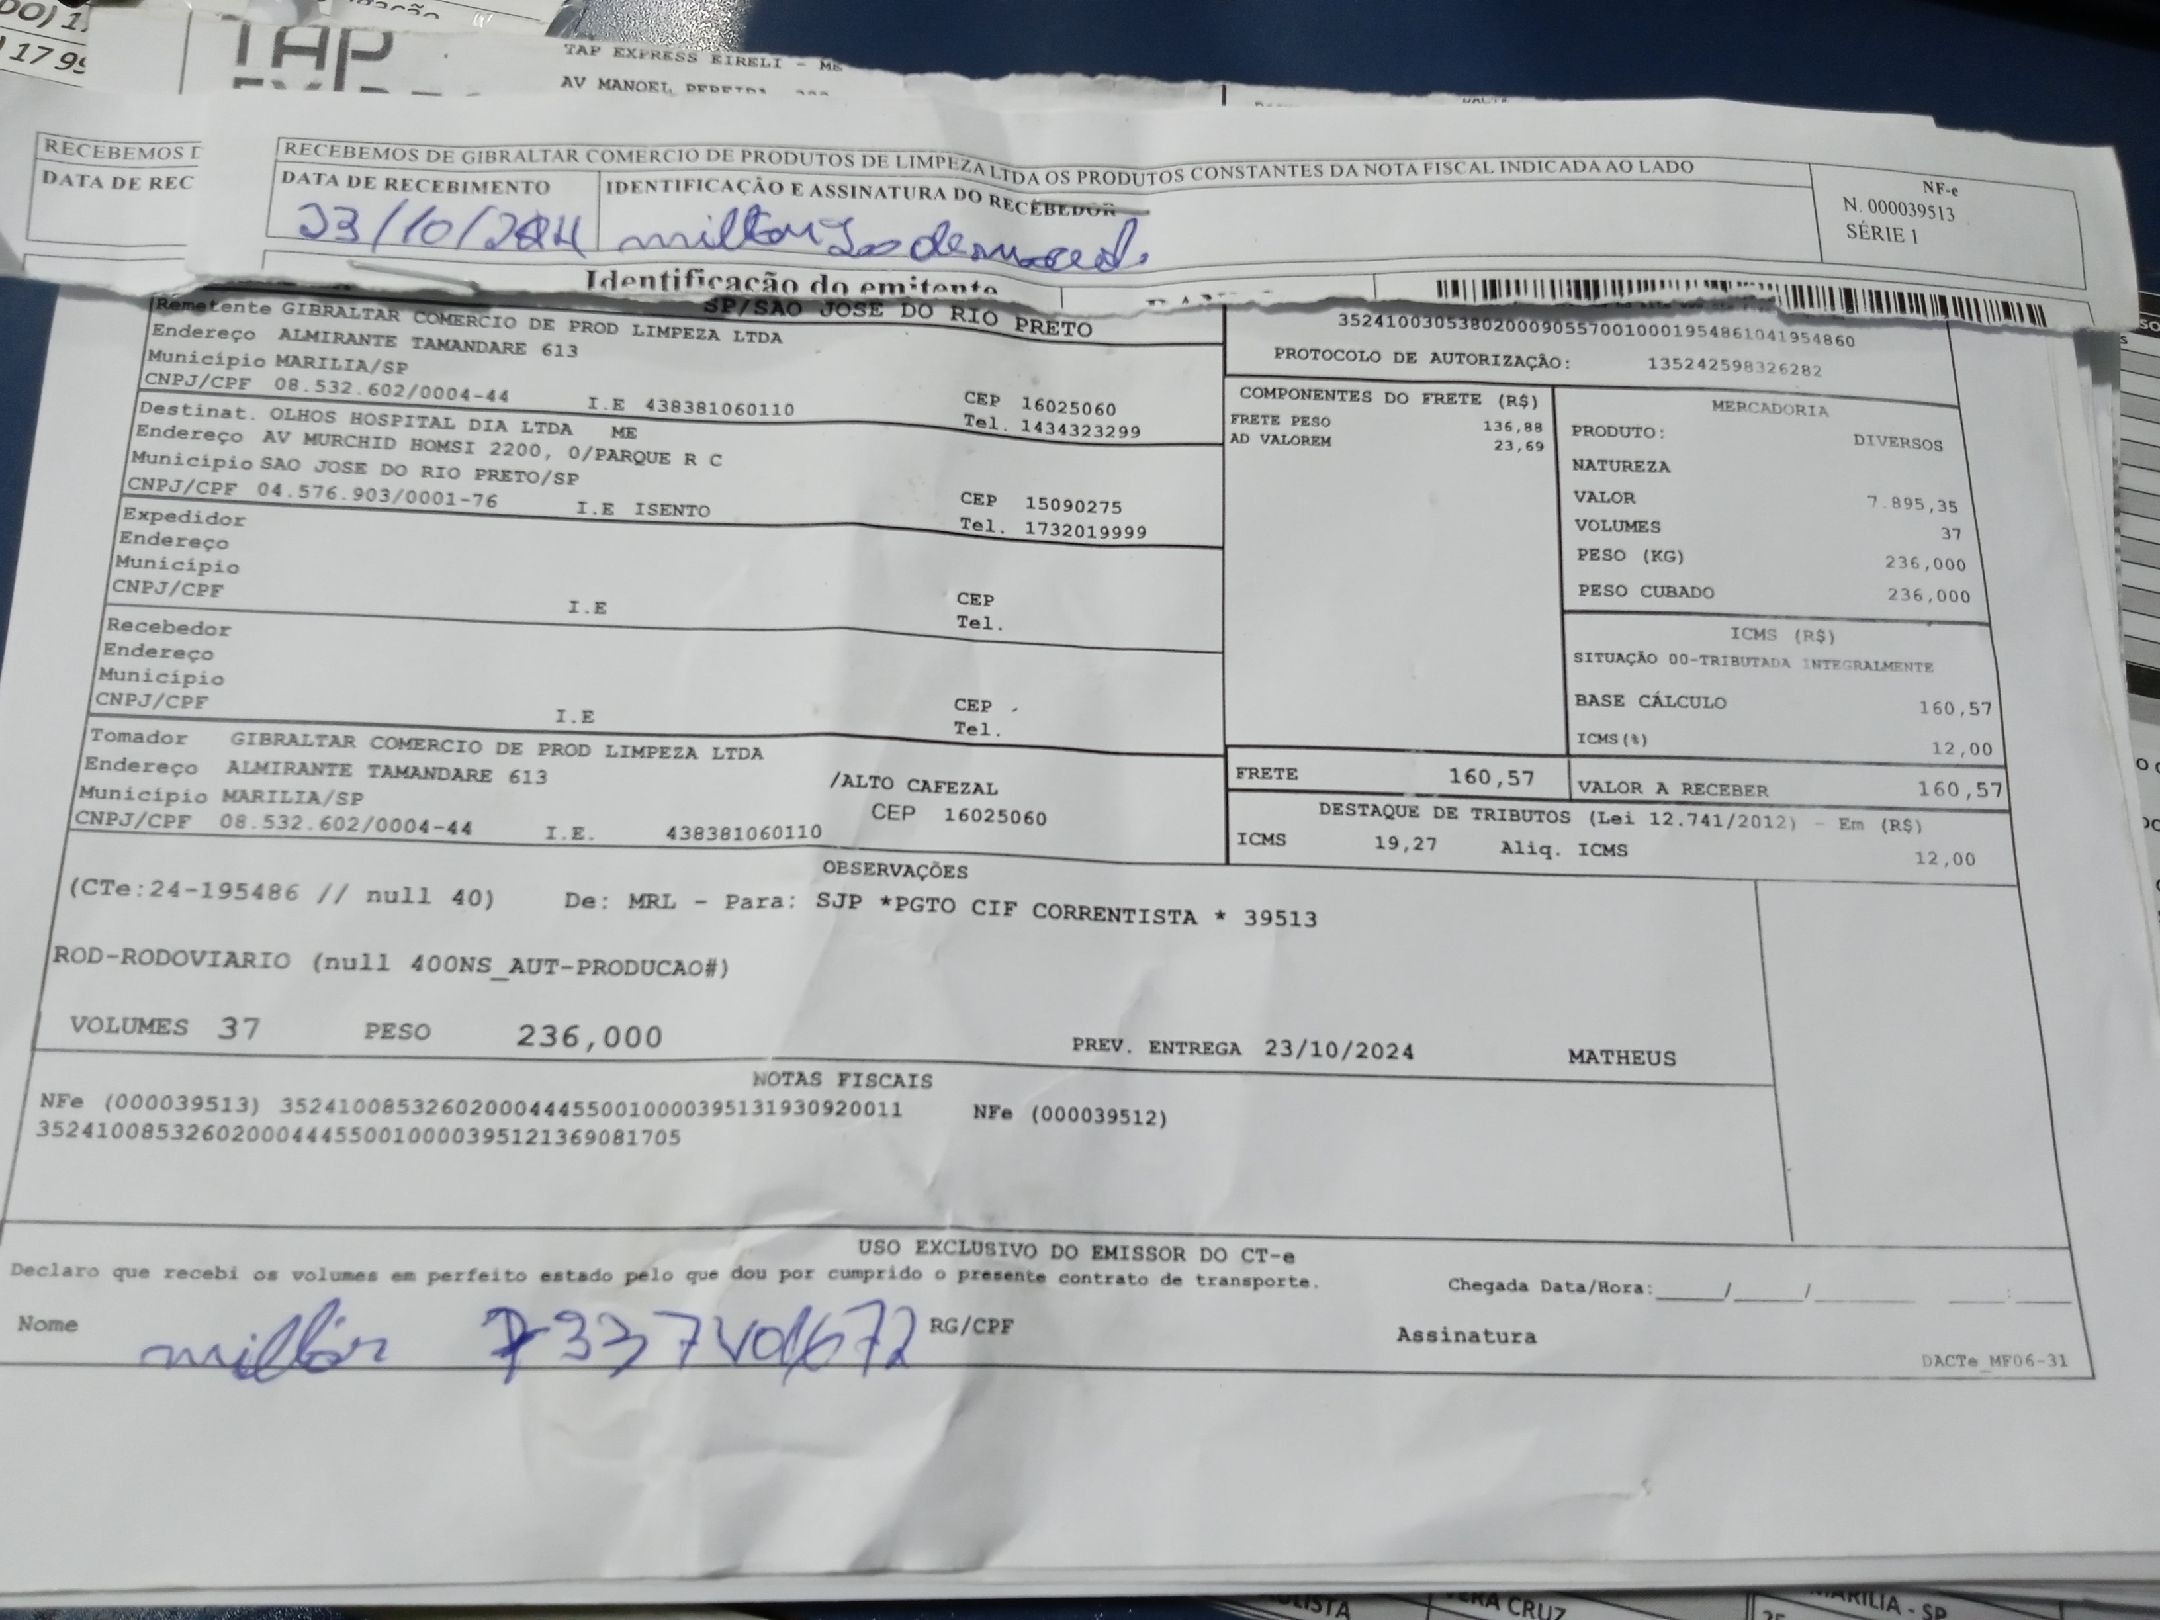 TAP
TAP EXPRESS EIRELI - ME
AV MANOEL PEREIRA
17 99
RECEBEMOS D
DATA DE REC
RECEBEMOS DE GIBRALTAR COMERCIO DE PRODUTOS DE LIMPEZA LTDA OS PRODUTOS CONSTANTES DA NOTA FISCAL INDICADA AO LADO
DATA DE RECEBIMENTO
IDENTIFICAÇÃO E ASSINATURA DO RECEBEDOR
NF-e
N. 000039513
SÉRIE 1
23/10/2024
Identificação do emitente
SP/SAO JOSE DO RIO PRETO
Remetente GIBRALTAR COMERCIO DE PROD LIMPEZA LTDA
Endereço ALMIRANTE TAMANDARE 613
Município MARILIA/SP
CNPJ/CPF 08.532.602/0004-44 I.E 438381060110
CEP 16025060
Tel. 1434323299
Destinat. OLHOS HOSPITAL DIA LTDA ME
Endereço AV MURCHID HOMSI 2200, 0/PARQUE R C
Município SAO JOSE DO RIO PRETO/SP
CNPJ/CPF 04.576.903/0001-76 I.E ISENTO
CEP 15090275
Tel. 1732019999
Expedidor
Endereço
Município
CNPJ/CPF I.E
CEP
Tel.
Recebedor
Endereço
Município
CNPJ/CPF I.E
CEP
Tel.
Tomador GIBRALTAR COMERCIO DE PROD LIMPEZA LTDA
Endereço ALMIRANTE TAMANDARE 613 /ALTO CAFEZAL
Município MARILIA/SP CEP 16025060
CNPJ/CPF 08.532.602/0004-44 I.E. 438381060110
35241003053802000905570010001954861041954860
PROTOCOLO DE AUTORIZAÇÃO: 135242598326282
COMPONENTES DO FRETE (R$)
FRETE PESO 136,88
AD VALOREM 23,69
MERCADORIA
PRODUTO: DIVERSOS
NATUREZA
VALOR 7.895,35
VOLUMES 37
PESO (KG) 236,000
PESO CUBADO 236,000
ICMS (R$)
SITUAÇÃO 00-TRIBUTADA INTEGRALMENTE
BASE CÁLCULO 160,57
ICMS(%) 12,00
FRETE 160,57
VALOR A RECEBER 160,57
DESTAQUE DE TRIBUTOS (Lei 12.741/2012) - Em (R$)
ICMS 19,27 Aliq. ICMS 12,00
OBSERVAÇÕES
(CTe:24-195486 // null 40) De: MRL - Para: SJP *PGTO CIF CORRENTISTA * 39513
ROD-RODOVIARIO (null 400NS_AUT-PRODUCAO#)
VOLUMES 37 PESO 236,000 PREV. ENTREGA 23/10/2024 MATHEUS
NOTAS FISCAIS
NFe (000039513) 35241008532602000444550010000395131930920011 NFe (000039512)
35241008532602000444550010000395121369081705
USO EXCLUSIVO DO EMISSOR DO CT-e
Declaro que recebi os volumes em perfeito estado pelo que dou por cumprido o presente contrato de transporte.
Chegada Data/Hora:_____/_____/_______ ___:____
Nome RG/CPF Assinatura
DACTe_MF06-31
VERA CRUZ
MARILIA - SP